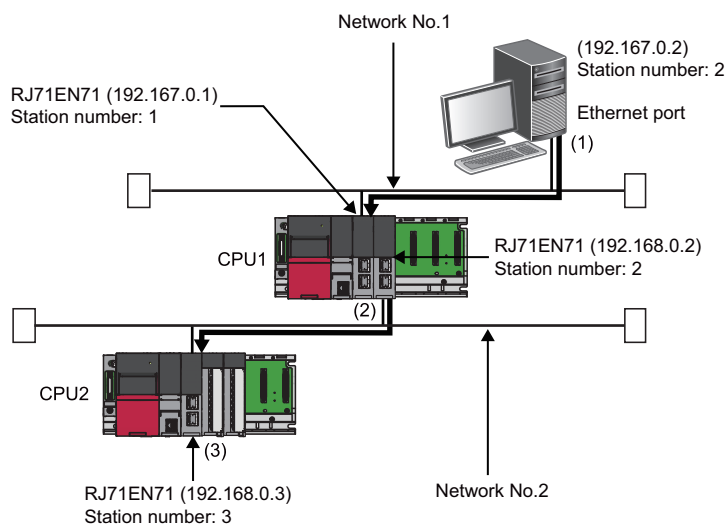 Network No.1
(192.167.0.2)
Station number: 2
RJ71EN71 (192.167.0.1)
Station number: 1
Ethernet port
(1)
CPU1
RJ71EN71 (192.168.0.2)
Station number: 2
(2)
CPU2
(3)
RJ71EN71 (192.168.0.3)
Station number: 3
Network No.2